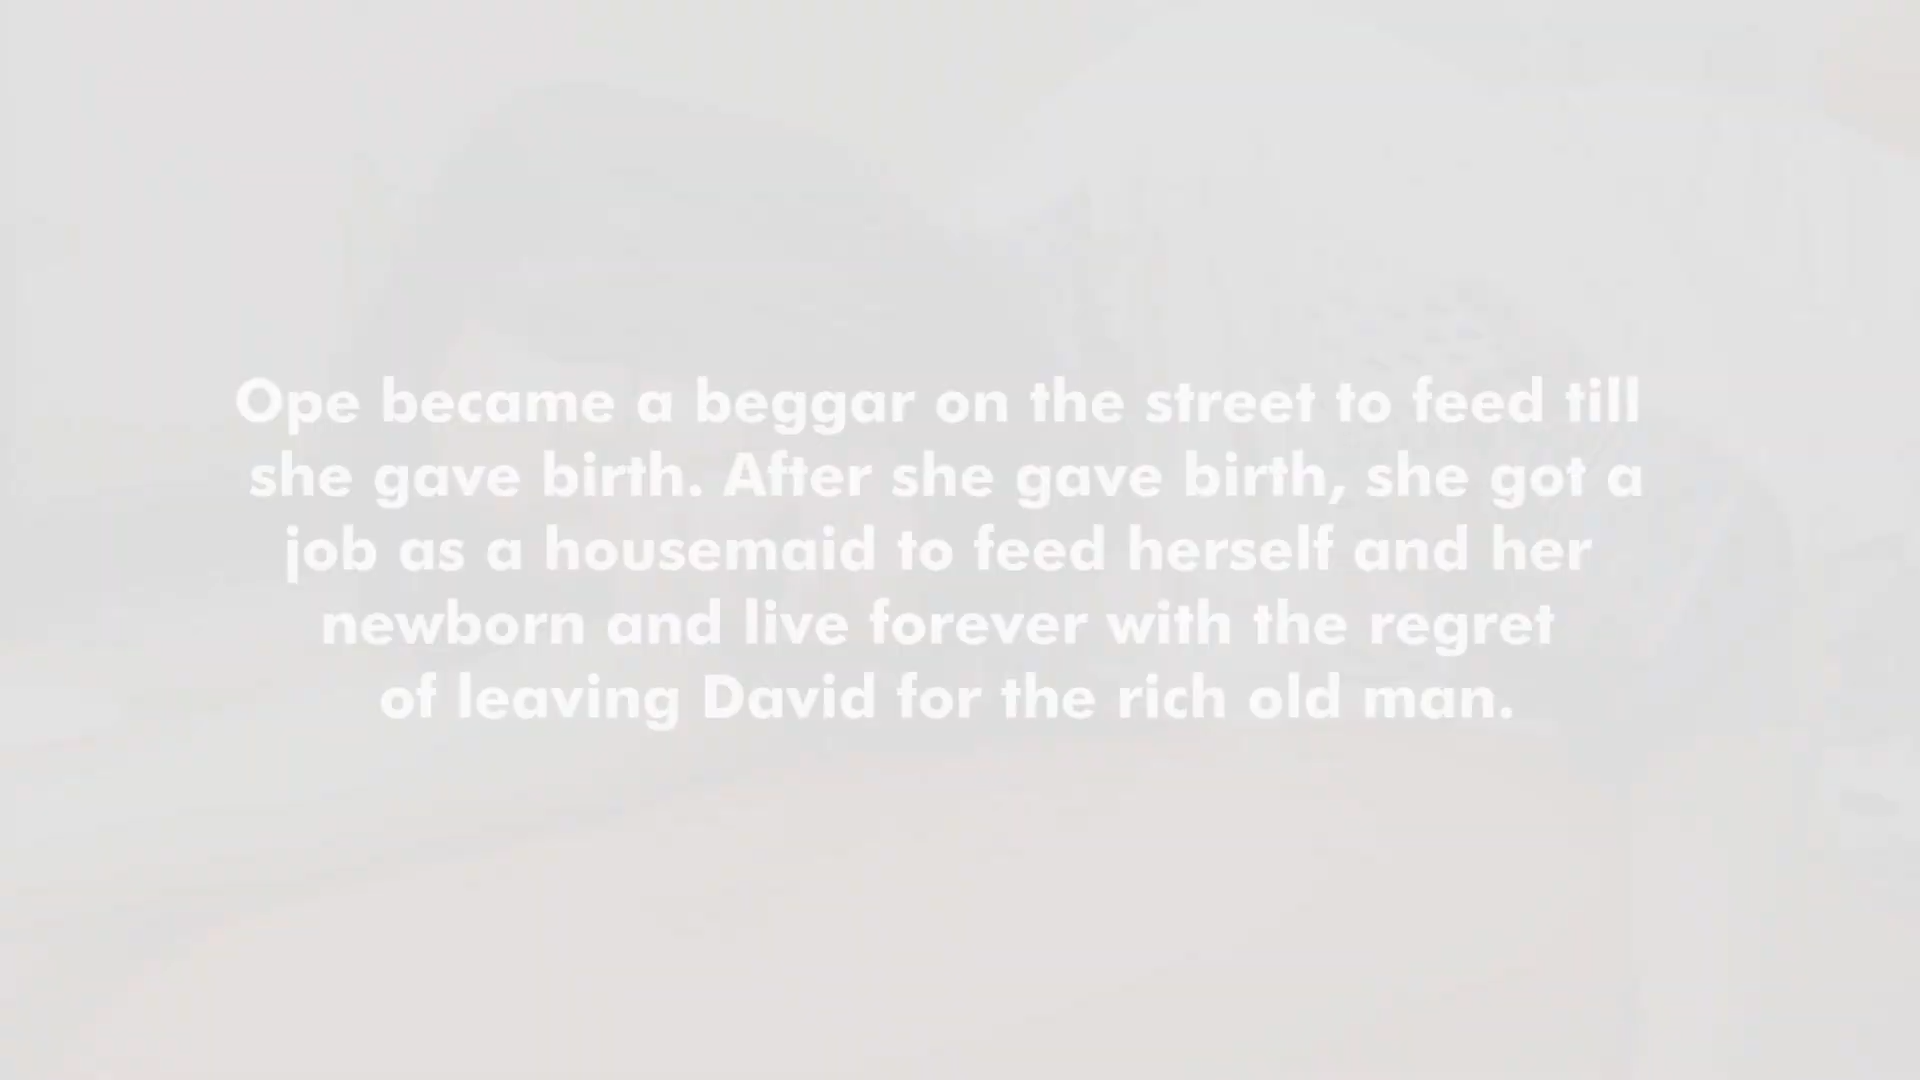 Ope became a beggar on the street to feed till
she gave birth. After she gave birth, she got a
job as a housemaid to feed herself and her
newborn and live forever with the regret
of leaving David for the rich old man.